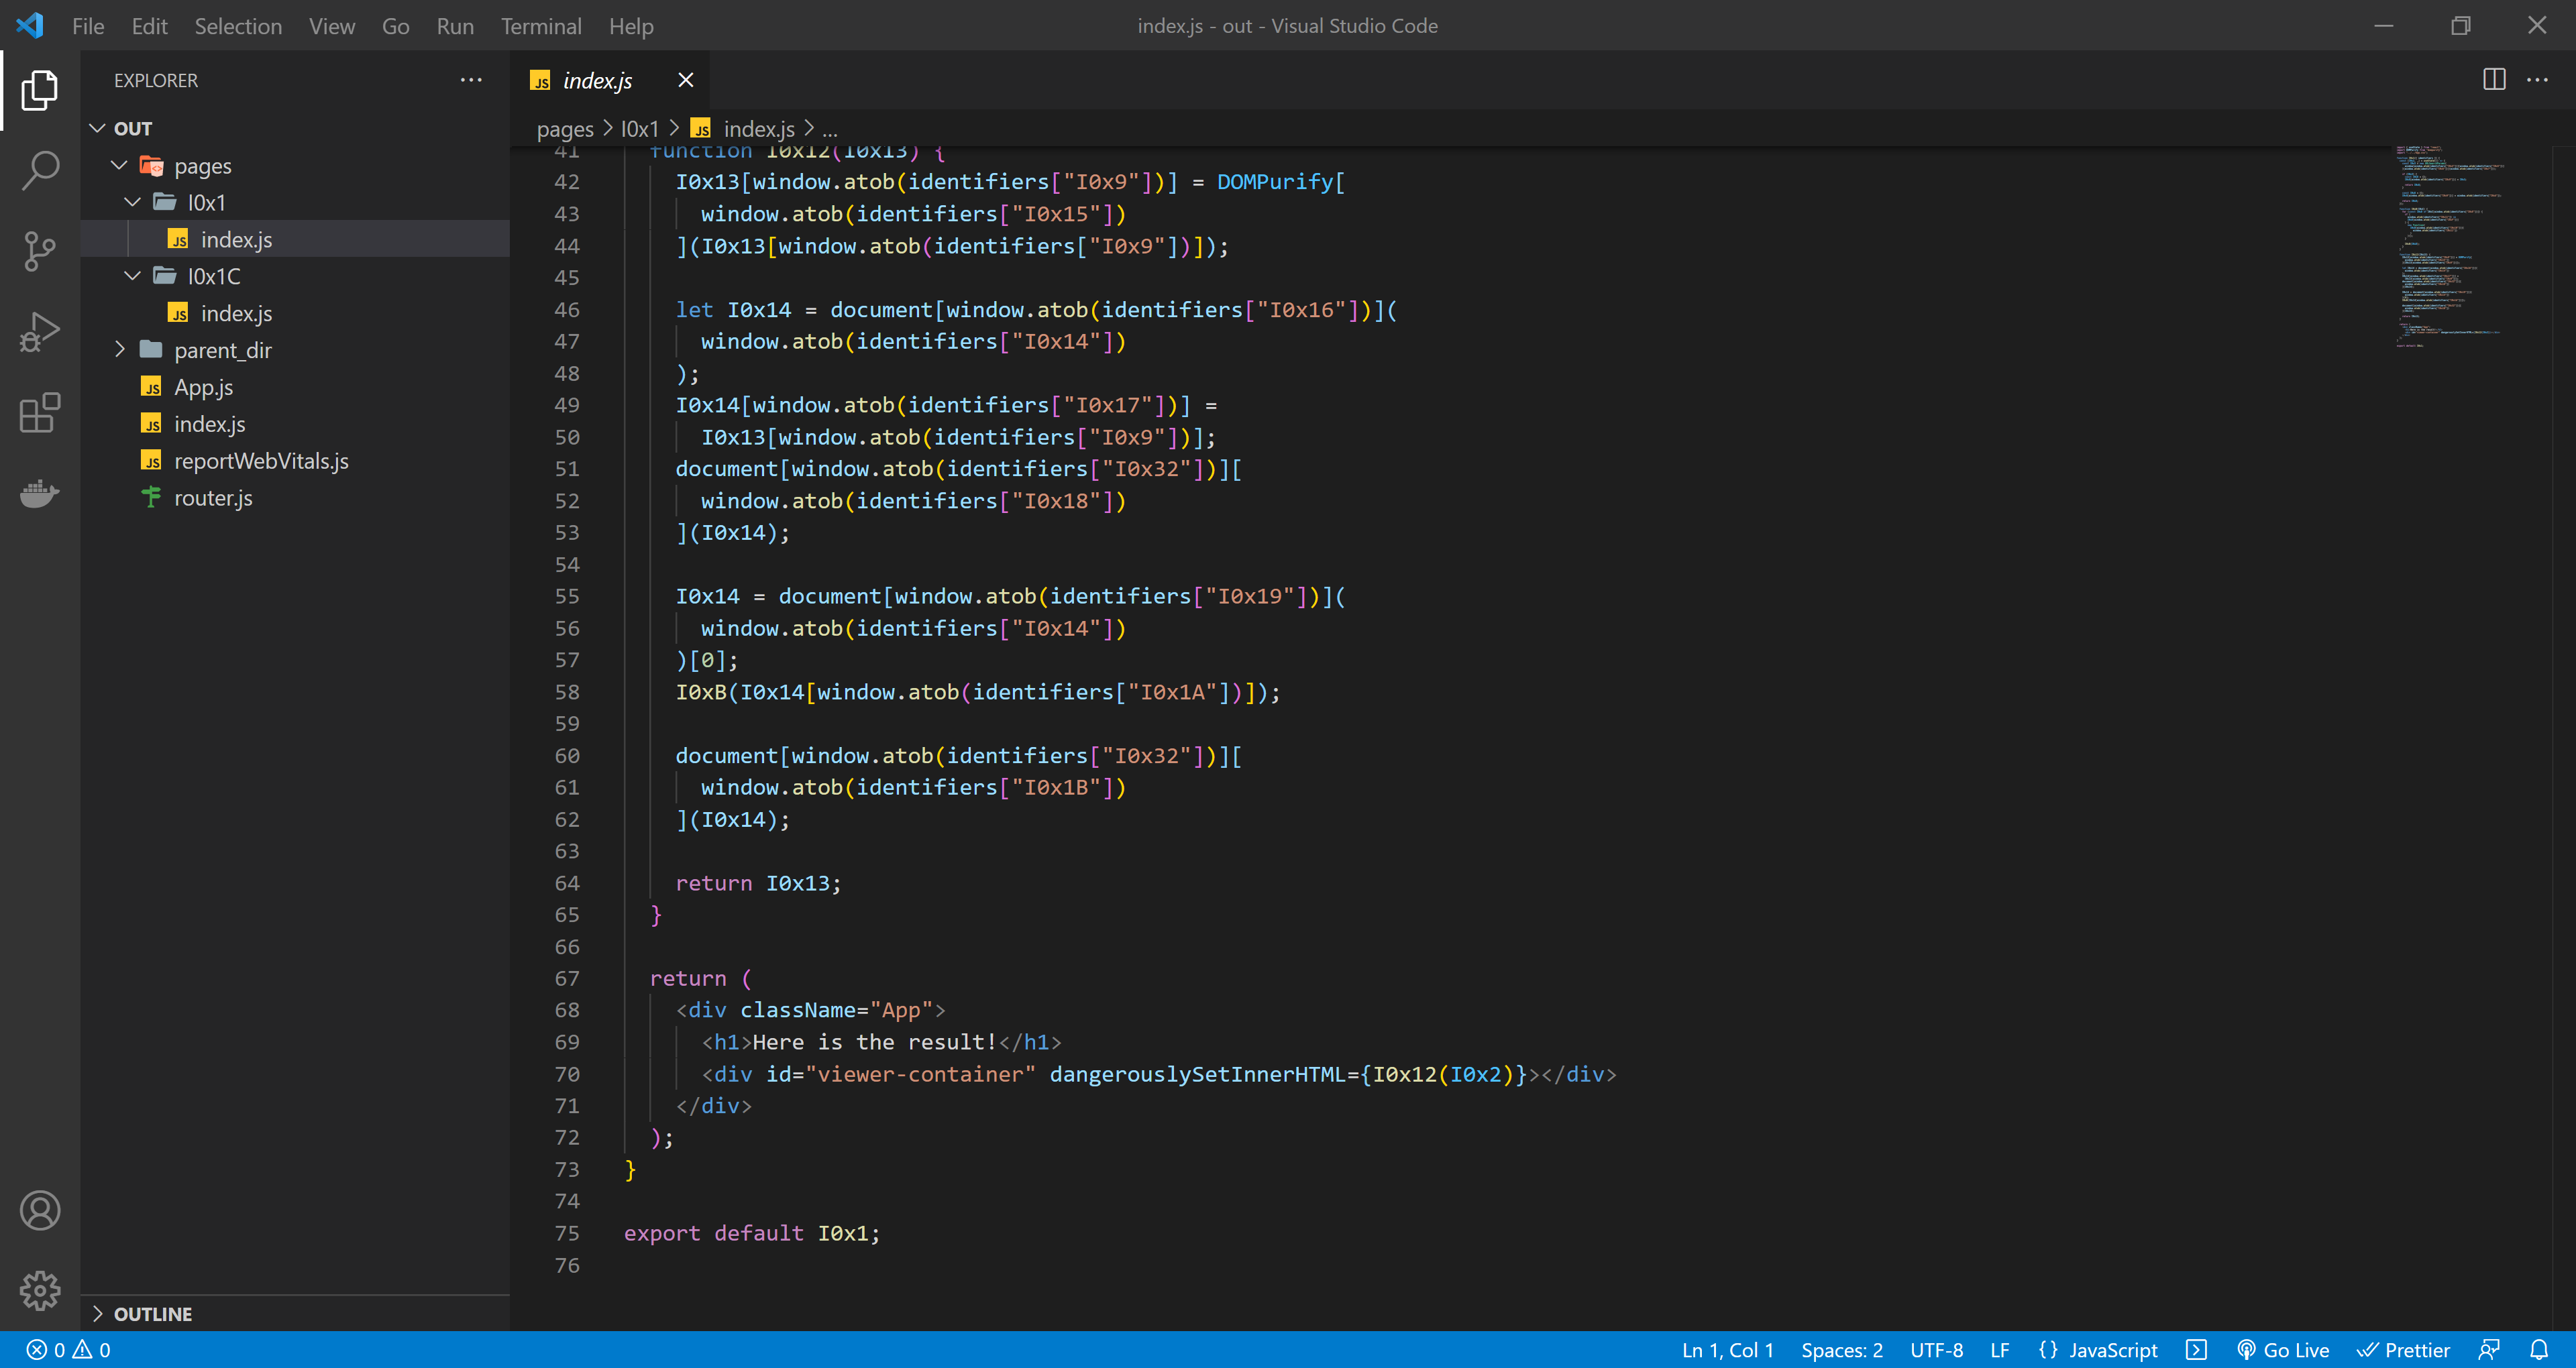 File Edit Selection View Go Run Terminal Help
index.js - out - Visual Studio Code
EXPLORER
OUT
pages
I0x1
index.js
I0x1C
index.js
parent_dir
App.js
index.js
reportWebVitals.js
router.js
OUTLINE
index.js
pages > I0x1 > index.js > ...
41 function I0x12(I0x13) {
42 I0x13[window.atob(identifiers["I0x9"])] = DOMPurify[
43 window.atob(identifiers["I0x15"])
44 ](I0x13[window.atob(identifiers["I0x9"])]);
45
46 let I0x14 = document[window.atob(identifiers["I0x16"])](
47 window.atob(identifiers["I0x14"])
48 );
49 I0x14[window.atob(identifiers["I0x17"])] =
50 I0x13[window.atob(identifiers["I0x9"])];
51 document[window.atob(identifiers["I0x32"])][
52 window.atob(identifiers["I0x18"])
53 ](I0x14);
54
55 I0x14 = document[window.atob(identifiers["I0x19"])](
56 window.atob(identifiers["I0x14"])
57 )[0];
58 I0xB(I0x14[window.atob(identifiers["I0x1A"])]);
59
60 document[window.atob(identifiers["I0x32"])][
61 window.atob(identifiers["I0x1B"])
62 ](I0x14);
63
64 return I0x13;
65 }
66
67 return (
68 <div className="App">
69 <h1>Here is the result!</h1>
70 <div id="viewer-container" dangerouslySetInnerHTML={I0x12(I0x2)}></div>
71 </div>
72 );
73 }
74
75 export default I0x1;
76
0 0
Ln 1, Col 1 Spaces: 2 UTF-8 LF {} JavaScript Go Live Prettier